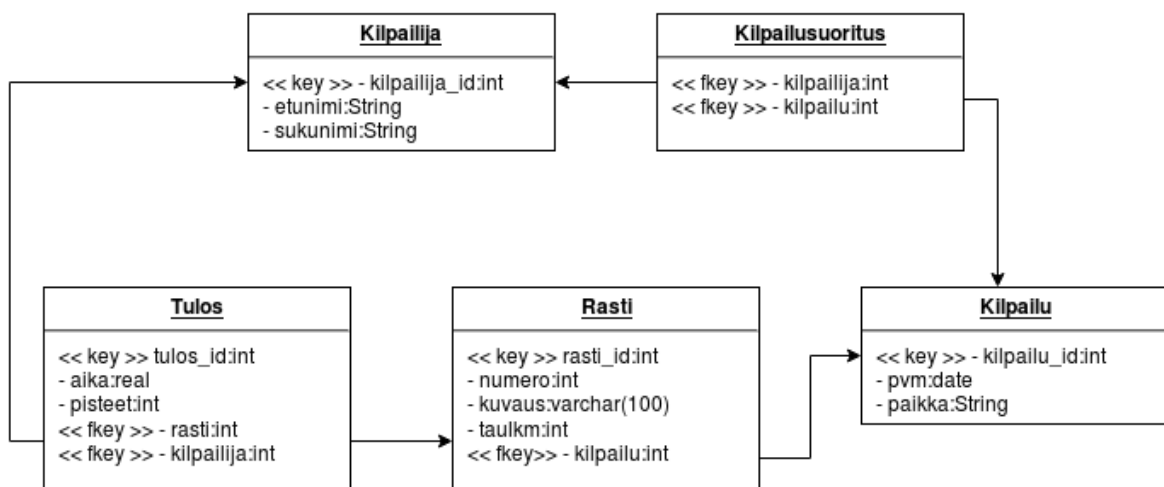 Kilpailija
<< key >> - kilpailija_id:int
- etunimi:String
- sukunimi:String
Kilpailusuoritus
<< fkey >> - kilpailija:int
<< fkey >> - kilpailu:int
Tulos
<< key >> tulos_id:int
- aika:real
- pisteet:int
<< fkey >> - rasti:int
<< fkey >> - kilpailija:int
Rasti
<< key >> rasti_id:int
- numero:int
- kuvaus:varchar(100)
- taulkm:int
<< fkey>> - kilpailu:int
Kilpailu
<< key >> - kilpailu_id:int
- pvm:date
- paikka:String